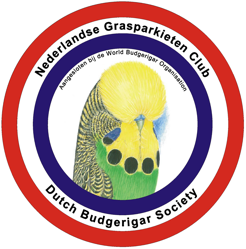 Nederlandse Grasparkieten Club
Aangesloten bij de World Budgerigar Organisation
Dutch Budgerigar Society